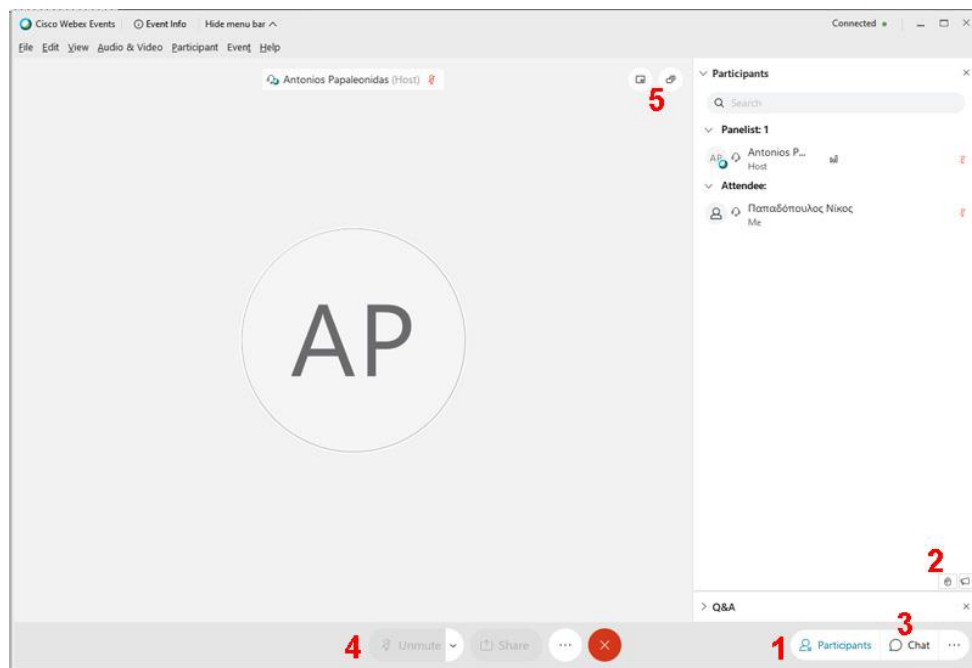 Cisco Webex Events Event Info Hide menu bar Connected
File Edit View Audio & Video Participant Event Help
Antonios Papaleonidas (Host)
5
AP
Participants
Search
Panelist: 1
AP Antonios P...
Host
Attendee:
Παπαδόπουλος Νίκος
Me
2
Q&A
3
4 Unmute Share ...
1 Participants Chat ...